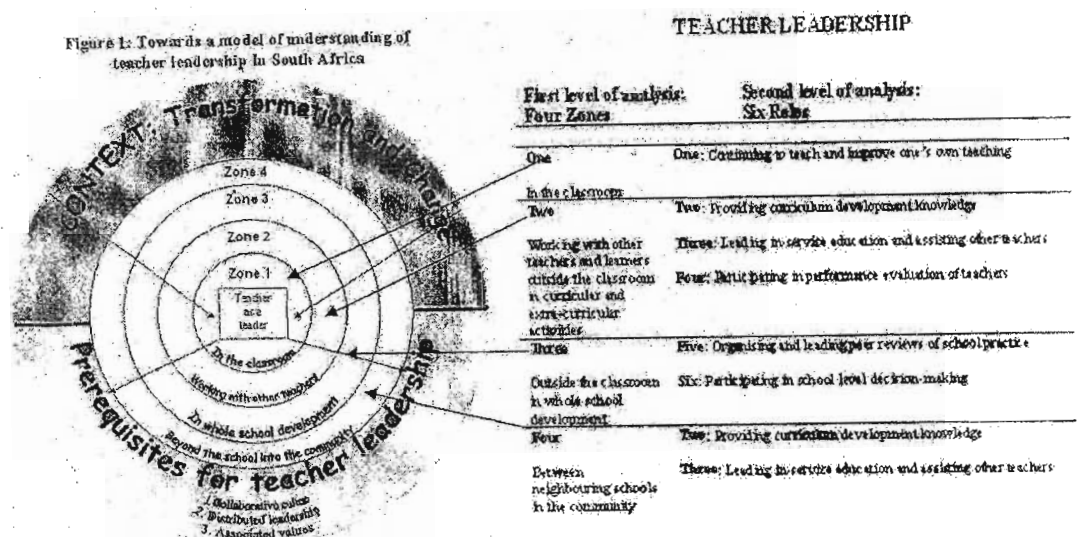 TEACHER LEADERSHIP
Figure 1: Towards a model of understanding of
teacher leadership In South Africa
CONTEXT: Transformation and change
Zone 4
Zone 3
Zone 2
Zone 1
Teacher
as a
leader
In the classroom
Working with other teachers
In whole school development
Beyond the school into the community
Prerequisites for teacher leadership
1. Collaborative culture
2. Distributed leadership
3. Associated values
First level of analysis:
Four Zones
Second level of analysis:
Six Roles
One
One: Continuing to teach and improve one's own teaching
In the classroom
Two
Two: Providing curriculum development knowledge
Working with other
teachers and learners
outside the classroom
in curricular and
extra-curricular
activities
Three: Leading in-service education and assisting other teachers
Four: Participating in performance evaluation of teachers
Three
Five: Organising and leading peer reviews of school practice
Outside the classroom
in whole school
development
Six: Participating in school level decision-making
Four
Two: Providing curriculum development knowledge
Between
neighbouring schools
in the community
Three: Leading in-service education and assisting other teachers